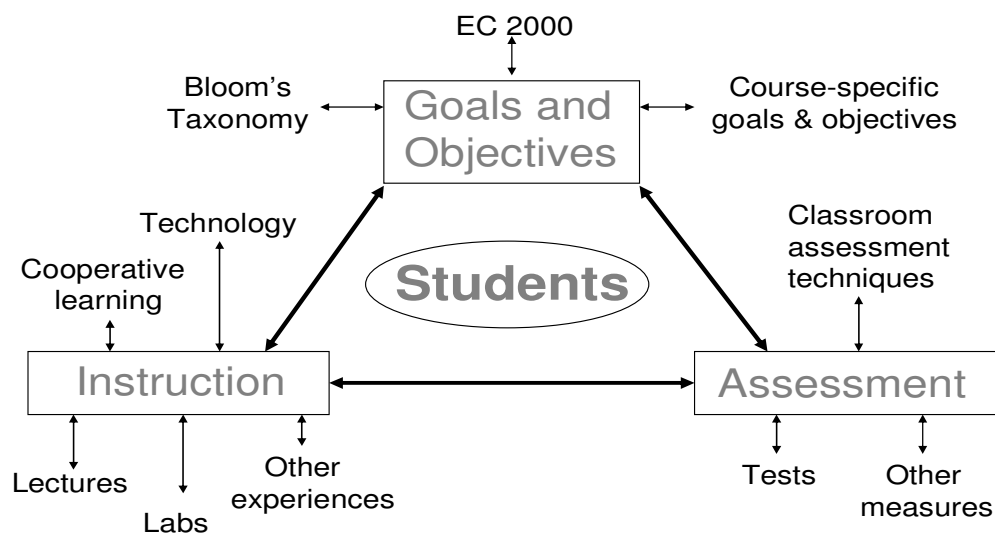 EC 2000
Bloom's
Taxonomy
Goals and
Objectives
Course-specific
goals & objectives
Technology
Cooperative
learning
Classroom
assessment
techniques
Students
Instruction
Assessment
Lectures
Labs
Other
experiences
Tests
Other
measures